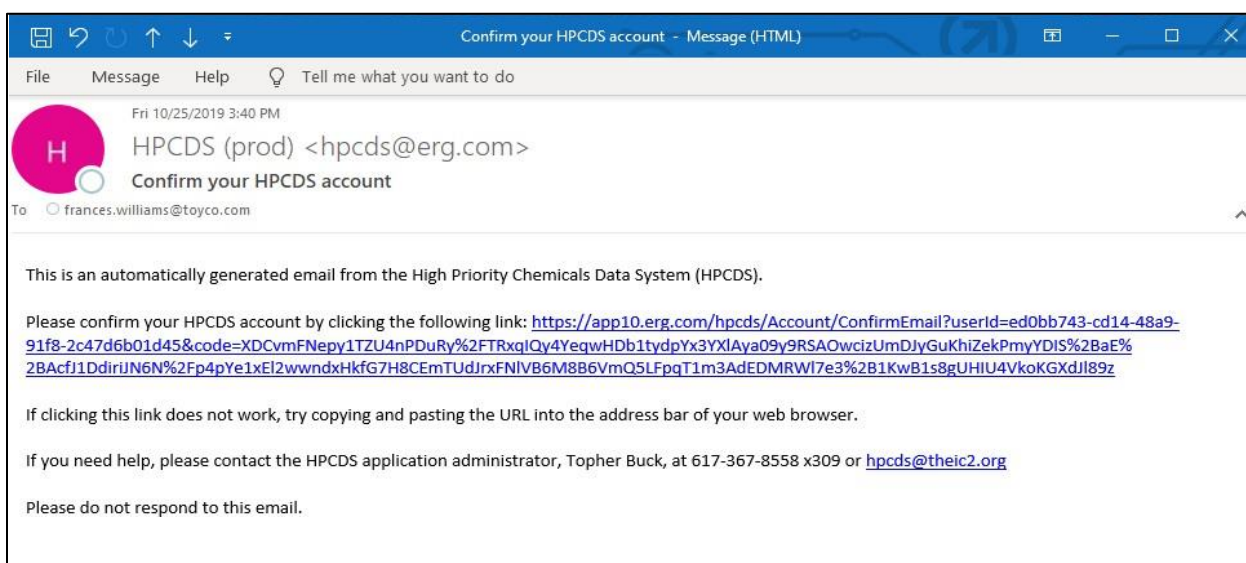 Confirm your HPCDS account - Message (HTML)
File Message Help Tell me what you want to do
Fri 10/25/2019 3:40 PM
H
HPCDS (prod) <hpcds@erg.com>
Confirm your HPCDS account
To frances.williams@toyco.com
This is an automatically generated email from the High Priority Chemicals Data System (HPCDS).
Please confirm your HPCDS account by clicking the following link: https://app10.erg.com/hpcds/Account/ConfirmEmail?userId=ed0bb743-cd14-48a9-
91f8-2c47d6b01d45&code=XDCvmFNepy1TZU4nPDuRy%2FTRxqIQy4YeqwHDb1tydpYx3YXlAya09y9RSAOwcizUmDJyGuKhiZekPmyYDIS%2BaE%
2BAcfJ1DdiriJN6N%2Fp4pYe1xEl2wwndxHkfG7H8CEmTUdJrxFNlVB6M8B6VmQ5LFpqT1m3AdEDMRWl7e3%2B1KwB1s8gUHIU4VkoKGXdJl89z
If clicking this link does not work, try copying and pasting the URL into the address bar of your web browser.
If you need help, please contact the HPCDS application administrator, Topher Buck, at 617-367-8558 x309 or hpcds@theic2.org
Please do not respond to this email.